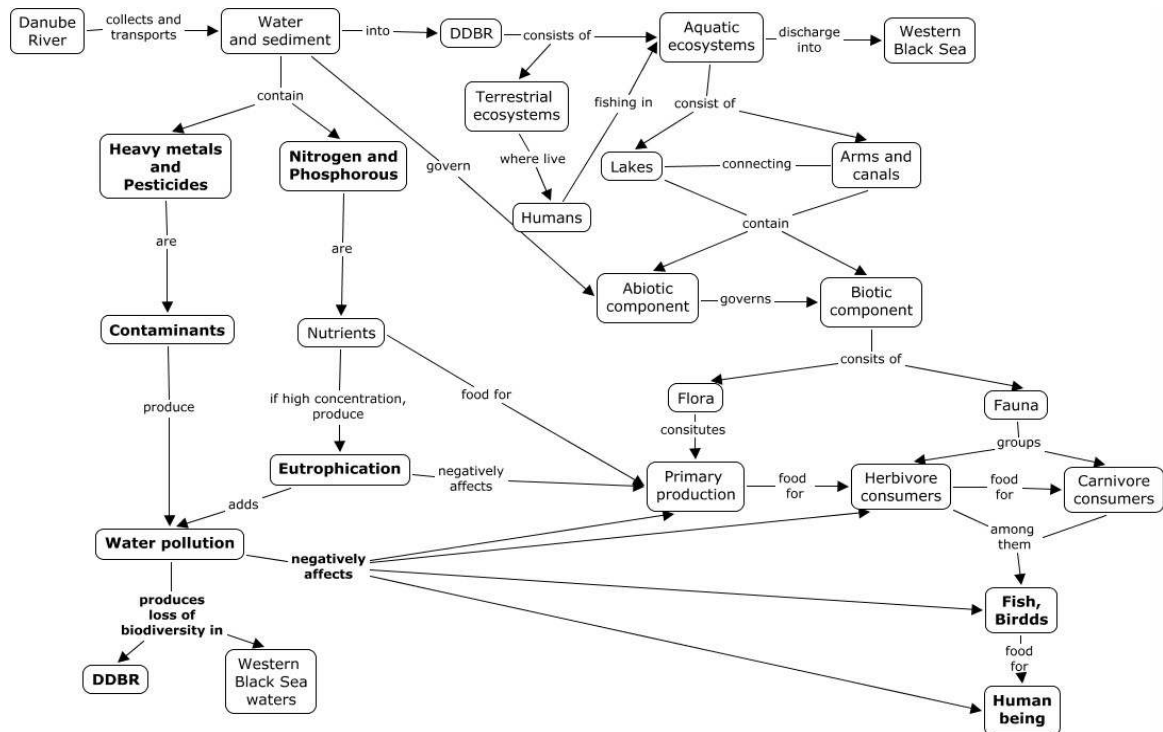 Danube
River
collects and
transports
Water
and sediment
into
DDBR
consists of
Aquatic
ecosystems
discharge
into
Western
Black Sea
contain
Terrestrial
ecosystems
fishing in
consist of
Heavy metals
and
Pesticides
Nitrogen and
Phosphorous
govern
where live
Lakes
connecting
Arms and
canals
Humans
are
are
contain
Abiotic
component
governs
Biotic
component
Contaminants
Nutrients
consits of
produce
if high concentration,
produce
food for
Flora
Fauna
consitutes
groups
Eutrophication
negatively
affects
Primary
production
food
for
Herbivore
consumers
food
for
Carnivore
consumers
adds
among
them
Water pollution
negatively
affects
produces
loss of
biodiversity in
Fish,
Birdds
DDBR
Western
Black Sea
waters
food
for
Human
being